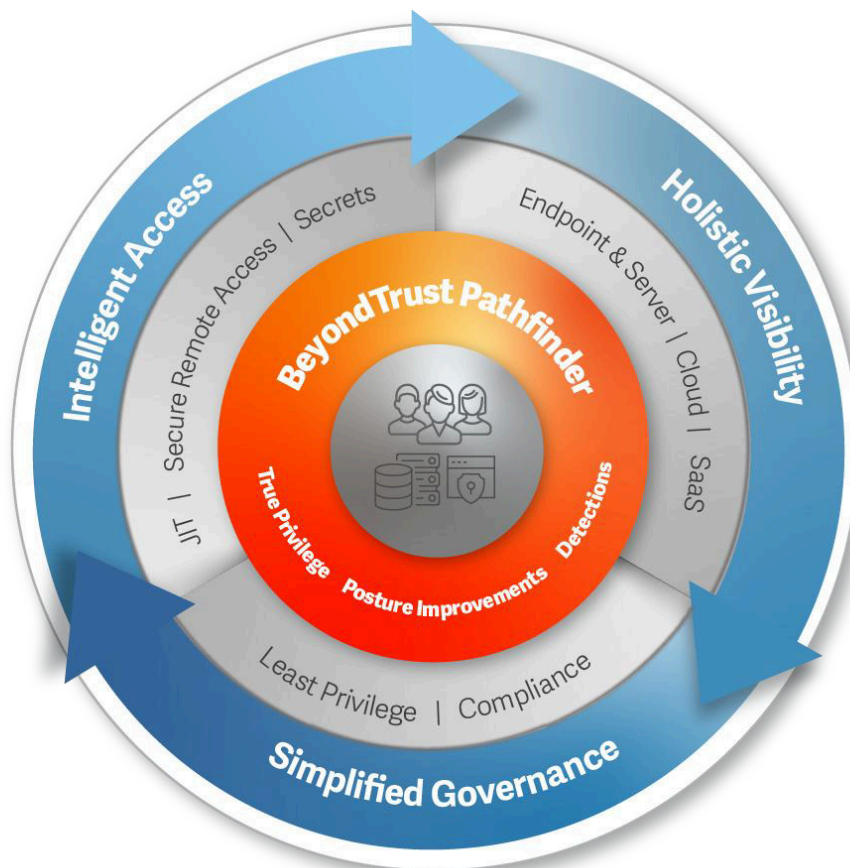 Intelligent Access
Holistic Visibility
Simplified Governance
JIT | Secure Remote Access | Secrets
Endpoint & Server | Cloud | SaaS
Least Privilege | Compliance
BeyondTrust Pathfinder
True Privilege Posture Improvements Detections